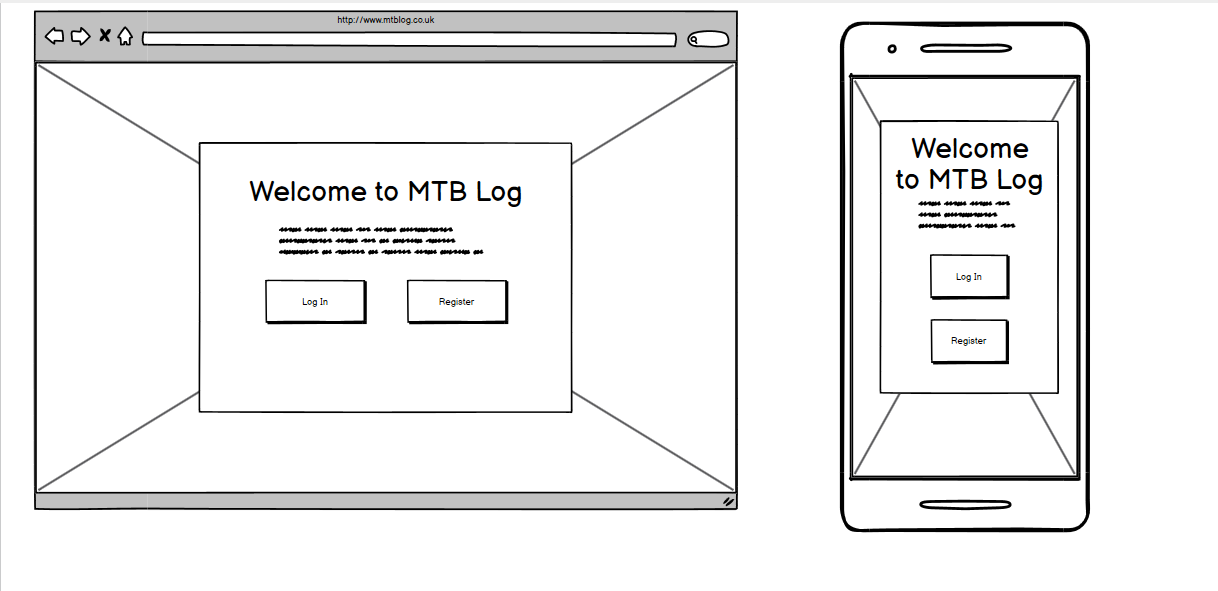 http://www.mtblog.co.uk
Welcome to MTB Log
Log In
Register
Welcome
to MTB Log
Log In
Register